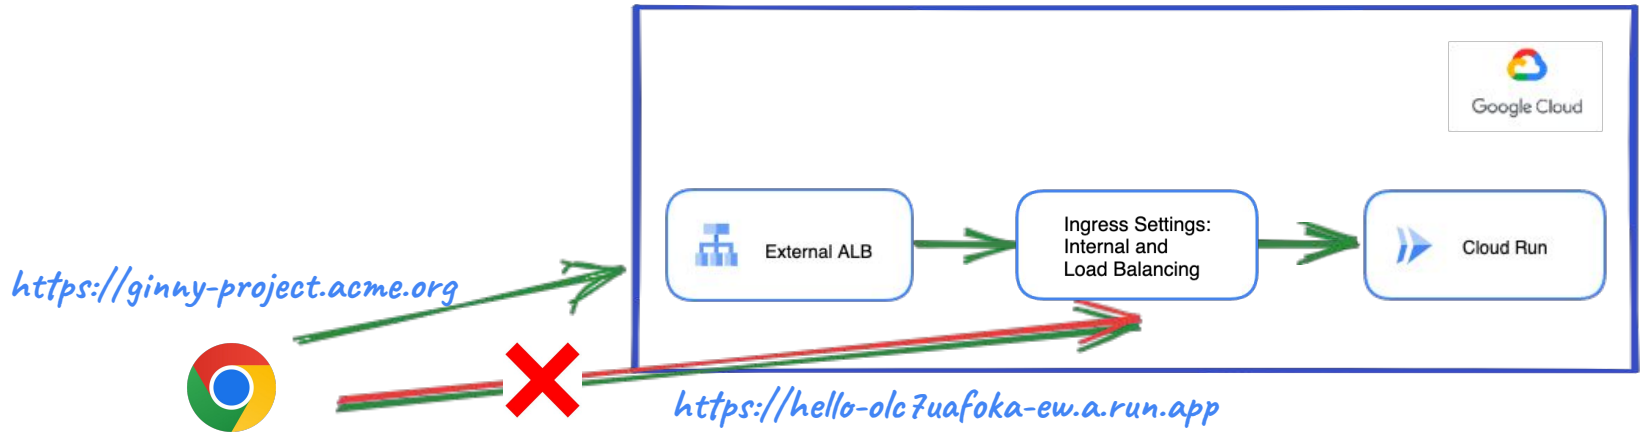 Google Cloud
External ALB
Ingress Settings:
Internal and
Load Balancing
Cloud Run
https://ginny-project.acme.org
https://hello-olc7uafoka-ew.a.run.app